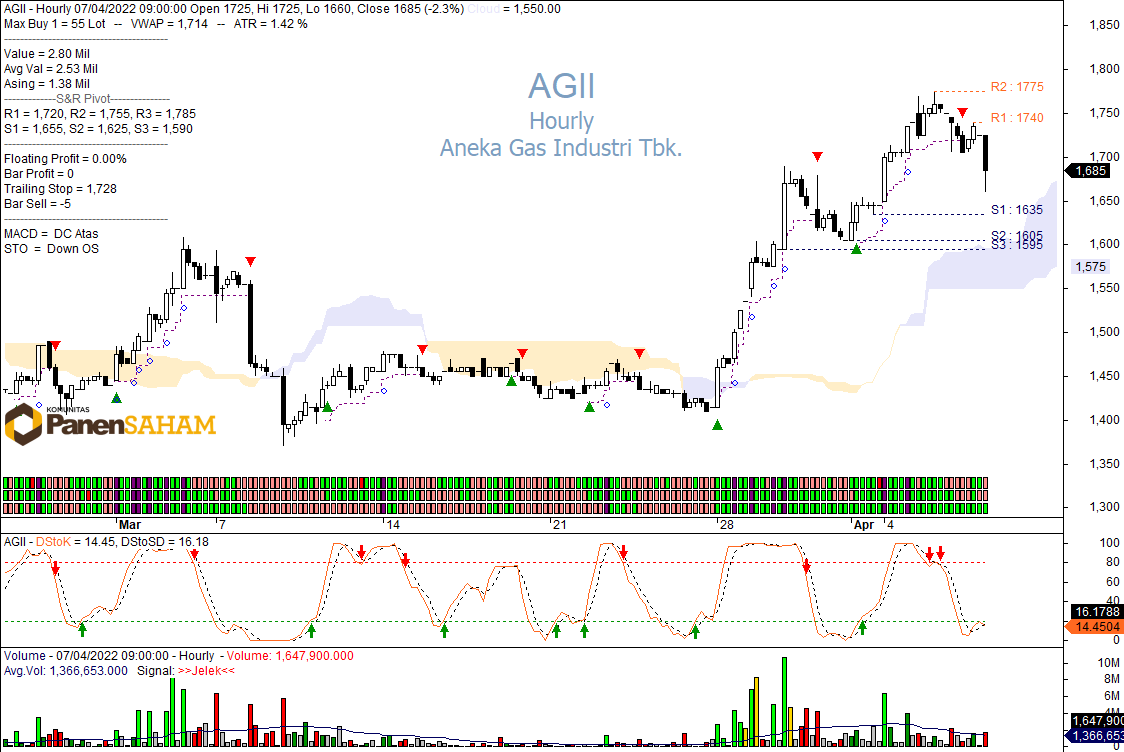 AGII - Hourly 07/04/2022 09:00:00 Open 1725, Hi 1725, Lo 1660, Close 1685 (-2.3%) Cloud = 1,550.00
Max Buy 1 = 55 Lot -- VWAP = 1,714 -- ATR = 1.42 %
Value = 2.80 Mil
Avg Val = 2.53 Mil
Asing = 1.38 Mil
S&R Pivot
R1 = 1,720, R2 = 1,755, R3 = 1,785
S1 = 1,655, S2 = 1,625, S3 = 1,590
Floating Profit = 0.00%
Bar Profit = 0
Trailing Stop = 1,728
Bar Sell = -5
MACD = DC Atas
STO = Down OS
AGII
Hourly
Aneka Gas Industri Tbk.
R2 : 1775
R1 : 1740
S1 : 1635
S2 : 1605
S3 : 1595
1,850
1,800
1,750
1,700
1,685
1,650
1,600
1,575
1,550
1,500
1,450
1,400
1,350
1,300
KOMUNITAS
PanenSAHAM
Mar 7 14 21 28 Apr 4
AGII - DStoK = 14.45, DStoSD = 16.18
100
80
60
40
16.1788
14.4504
0
Volume - 07/04/2022 09:00:00 - Hourly - Volume: 1,647,900.000
Avg.Vol: 1,366,653.000 Signal: >>Jelek<<
10M
8M
6M
4M
1,647,900
1,366,653
0